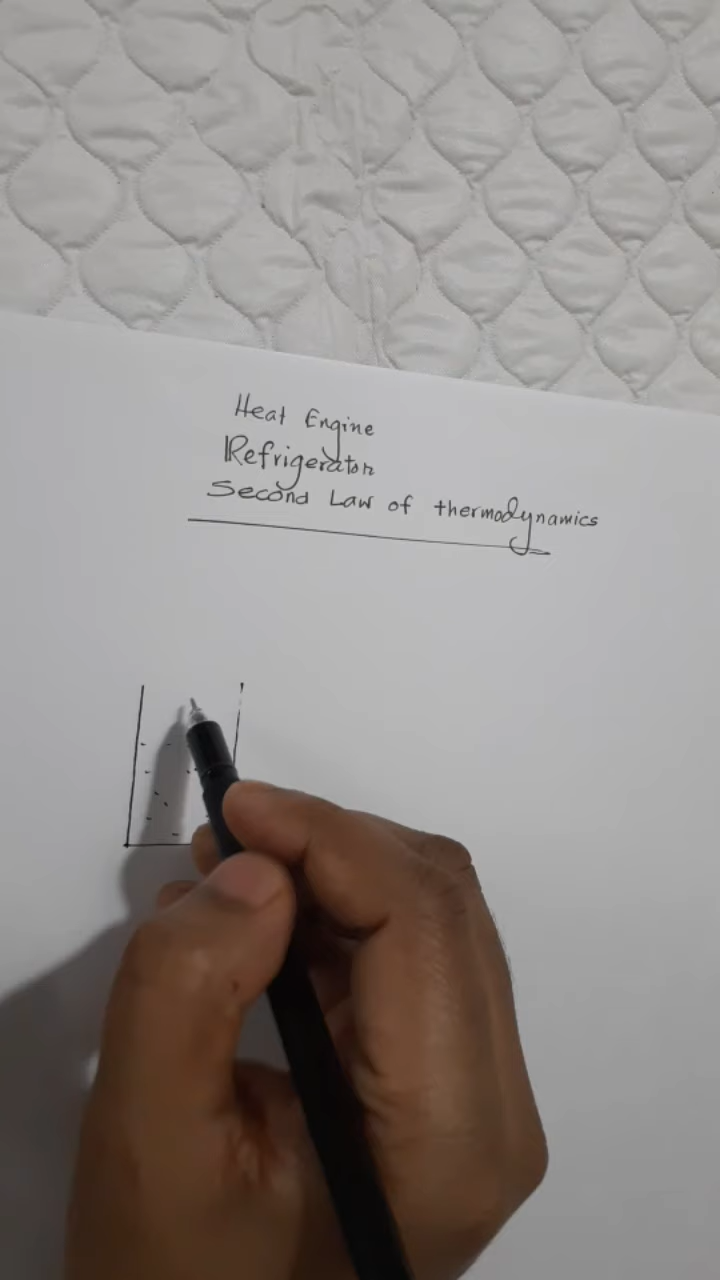 Heat Engine
Refrigerator
Second Law of thermodynamics